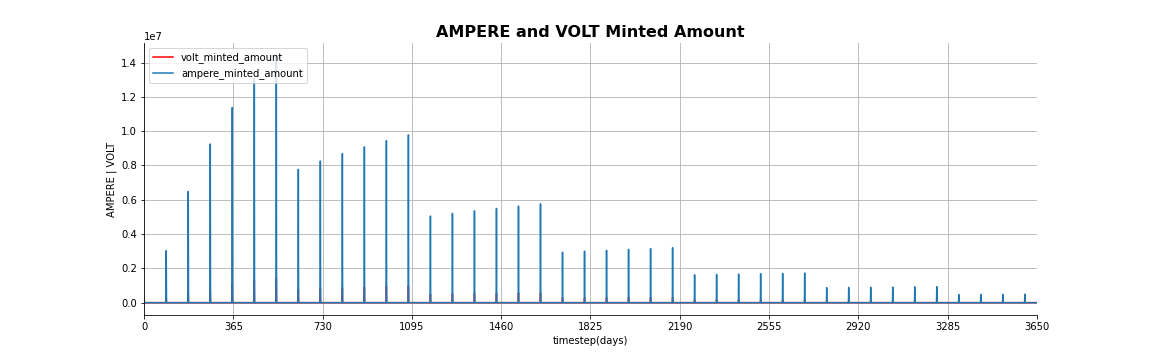 AMPERE and VOLT Minted Amount
1e7
volt_minted_amount
ampere_minted_amount
AMPERE | VOLT
1.4
1.2
1.0
0.8
0.6
0.4
0.2
0.0
0 365 730 1095 1460 1825 2190 2555 2920 3285 3650
timestep(days)